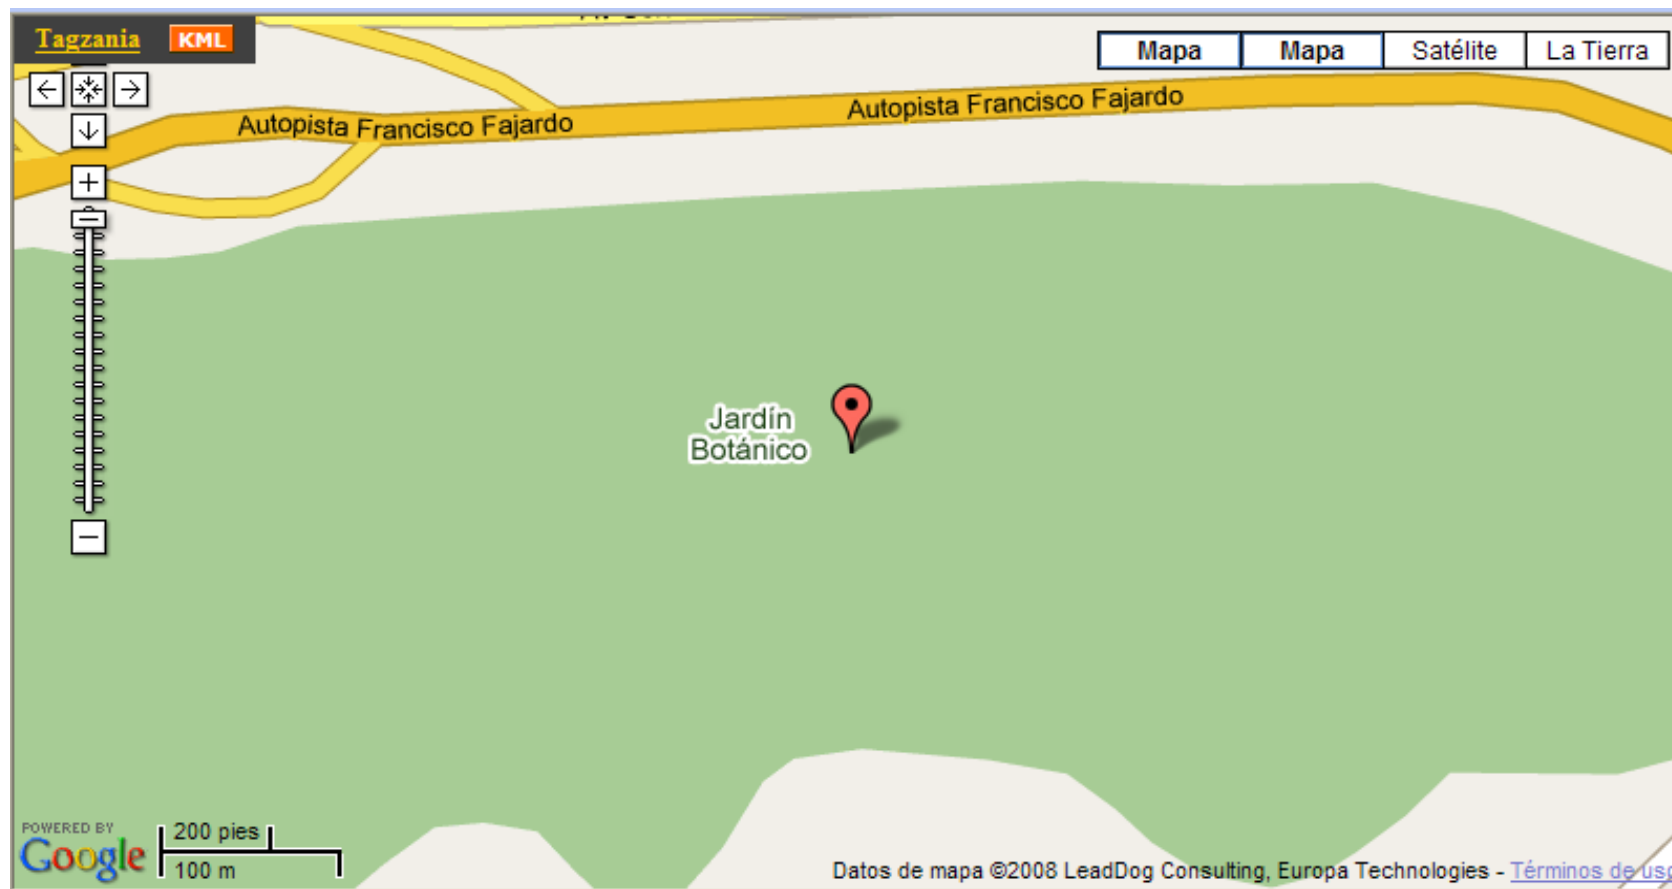 Tagzania KML
Mapa Mapa Satélite La Tierra
Autopista Francisco Fajardo
Autopista Francisco Fajardo
Jardín
Botánico
POWERED BY
Google
200 pies
100 m
Datos de mapa ©2008 LeadDog Consulting, Europa Technologies - Términos de uso